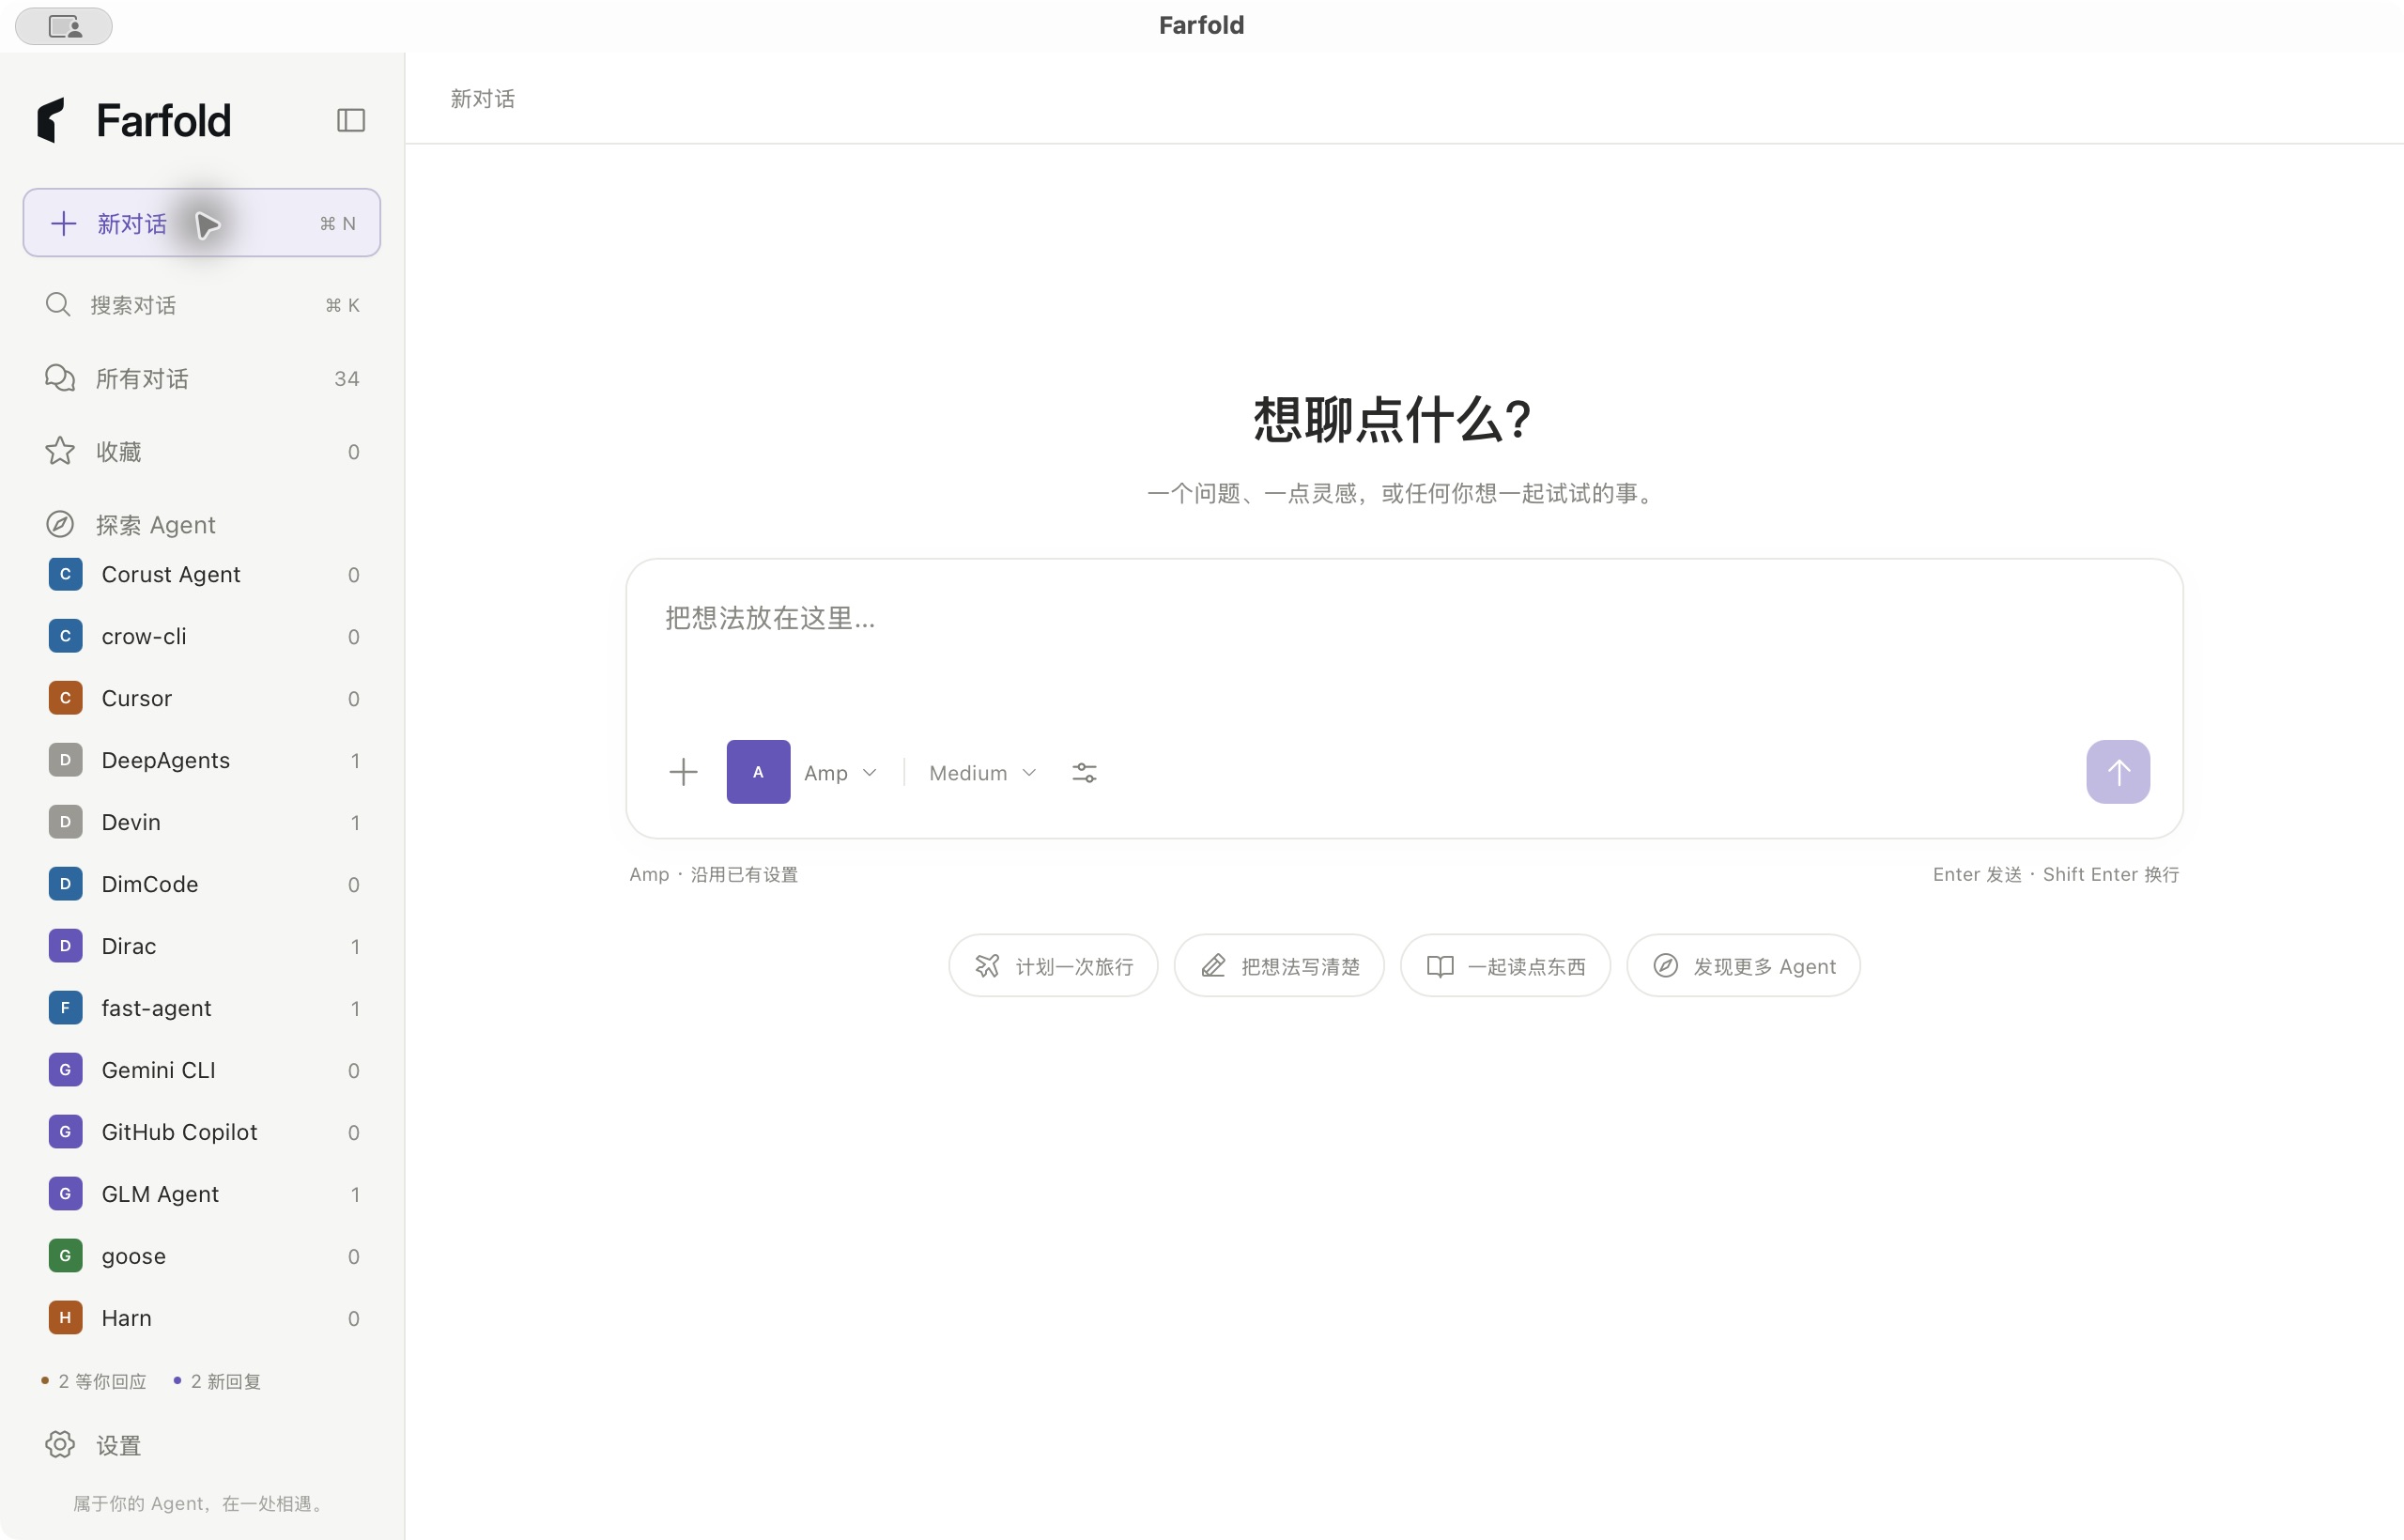 Farfold
Farfold
新对话 ⌘ N
搜索对话 ⌘ K
所有对话 34
收藏 0
探索 Agent
C Corust Agent 0
C crow-cli 0
C Cursor 0
D DeepAgents 1
D Devin 1
D DimCode 0
D Dirac 1
F fast-agent 1
G Gemini CLI 0
G GitHub Copilot 0
G GLM Agent 1
G goose 0
H Harn 0
2 等你回应 2 新回复
设置
属于你的 Agent，在一处相遇。
新对话
想聊点什么？
一个问题、一点灵感，或任何你想一起试试的事。
把想法放在这里...
A Amp Medium
Amp · 沿用已有设置
Enter 发送 · Shift Enter 换行
计划一次旅行
把想法写清楚
一起读点东西
发现更多 Agent